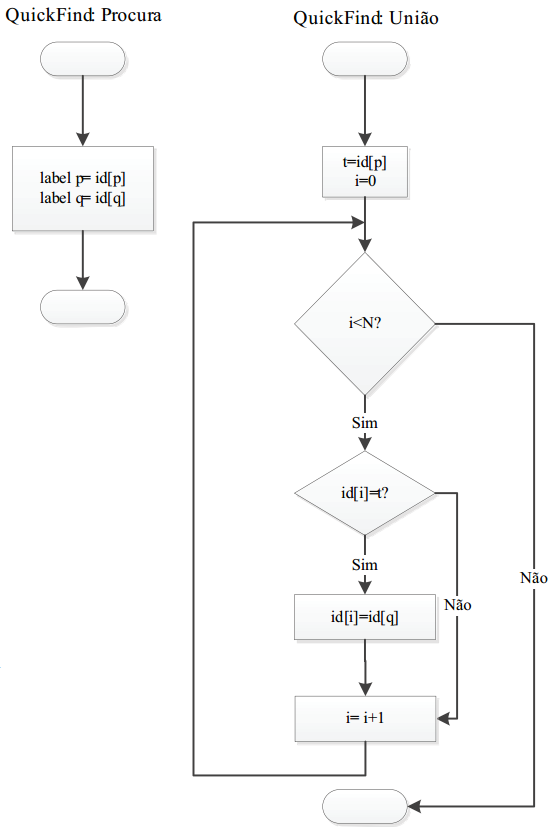 QuickFind: Procura
label p= id[p]
label q= id[q]
QuickFind: União
t=id[p]
i=0
i<N?
Sim
id[i]=t?
Sim
Não
Não
id[i]=id[q]
i= i+1